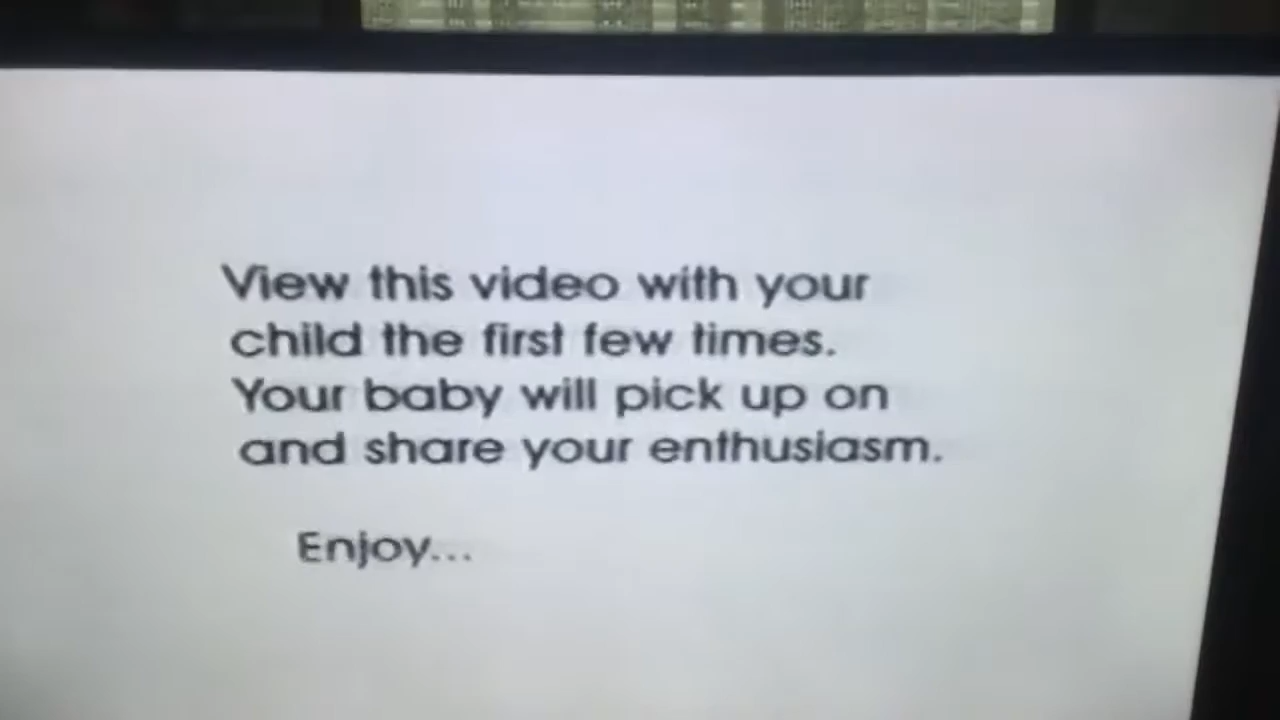 View this video with your
child the first few times.
Your baby will pick up on
and share your enthusiasm.
Enjoy...